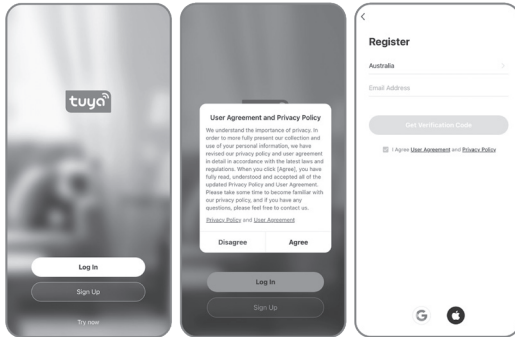 tuya
Log In
Sign Up
Try now
User Agreement and Privacy Policy
We understand the importance of privacy. In
order to more fully present our collection and
use of your personal information, we have
revised our privacy policy and user agreement
in detail in accordance with the latest laws and
regulations. When you click [Agree], you have
fully read, understood and accepted all of the
updated Privacy Policy and User Agreement.
Please take some time to become familiar with
our privacy policy, and if you have any
questions, please feel free to contact us.
Privacy Policy and User Agreement
Disagree Agree
Log In
Sign Up
Register
Australia
Email Address
Get Verification Code
I Agree User Agreement and Privacy Policy
G